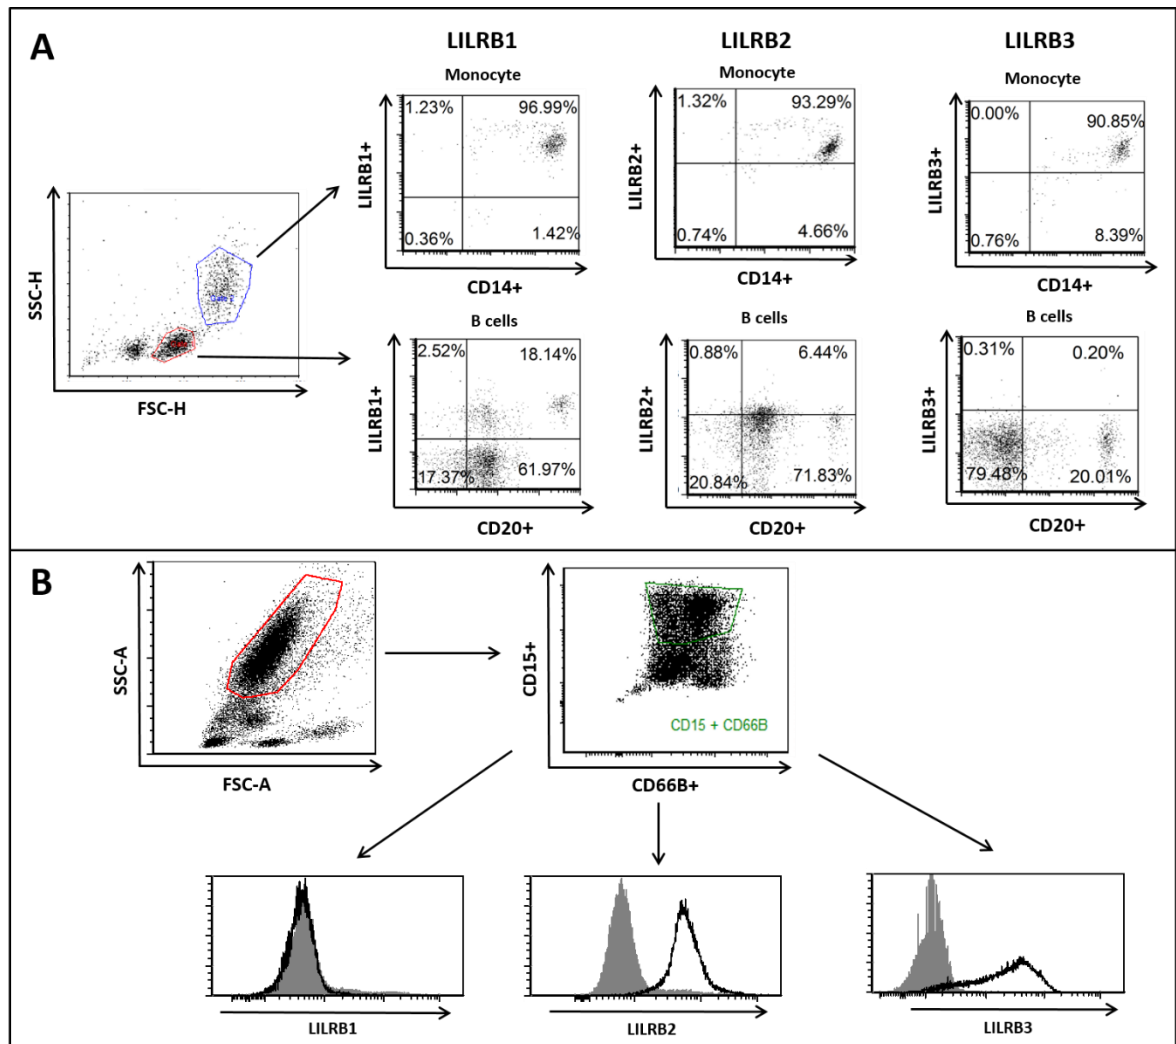 A
LILRB1
LILRB2
LILRB3
Monocyte
Monocyte
Monocyte
1.23%
96.99%
0.36%
1.42%
LILRB1+
CD14+
1.32%
93.29%
0.74%
4.66%
LILRB2+
CD14+
0.00%
90.85%
0.76%
8.39%
LILRB3+
CD14+
SSC-H
FSC-H
B cells
B cells
B cells
2.52%
18.14%
17.37%
61.97%
LILRB1+
CD20+
0.88%
6.44%
20.84%
71.83%
LILRB2+
CD20+
0.31%
0.20%
79.48%
20.01%
LILRB3+
CD20+
B
SSC-A
FSC-A
CD15+
CD15 + CD66B
CD66B+
LILRB1
LILRB2
LILRB3